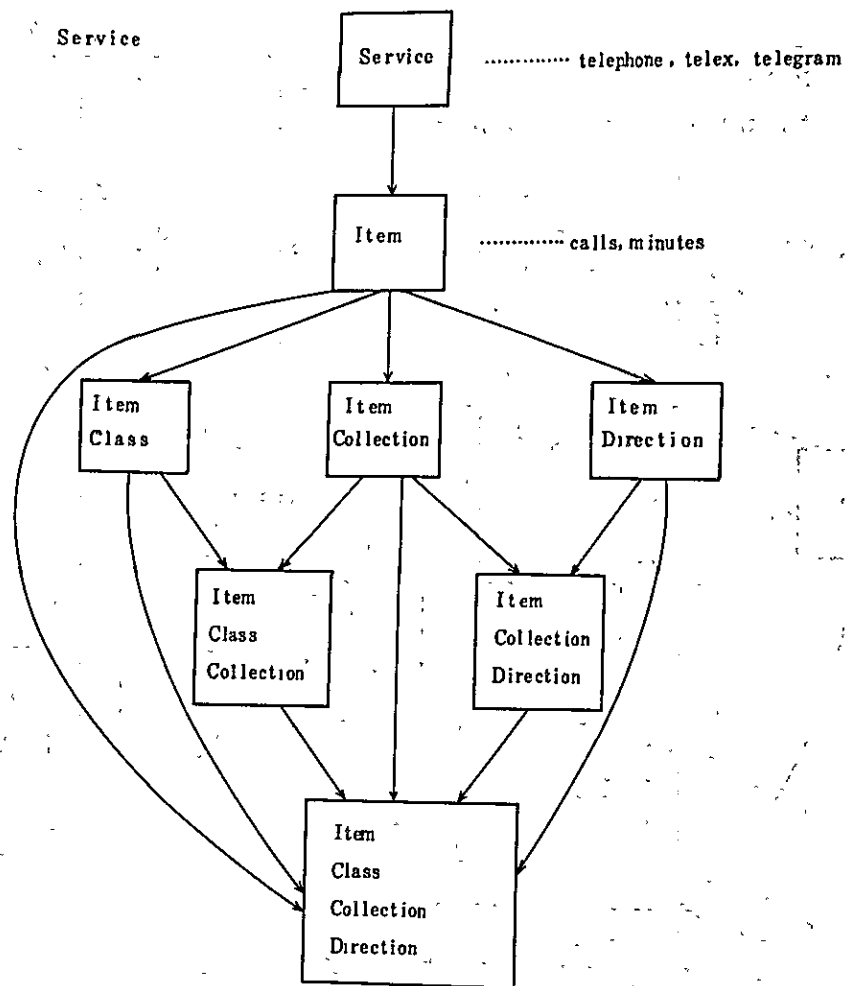 Service
Service ............. telephone, telex, telegram
Item ............. calls, minutes
Item
Class
Item
Collection
Item
Direction
Item
Class
Collection
Item
Collection
Direction
Item
Class
Collection
Direction